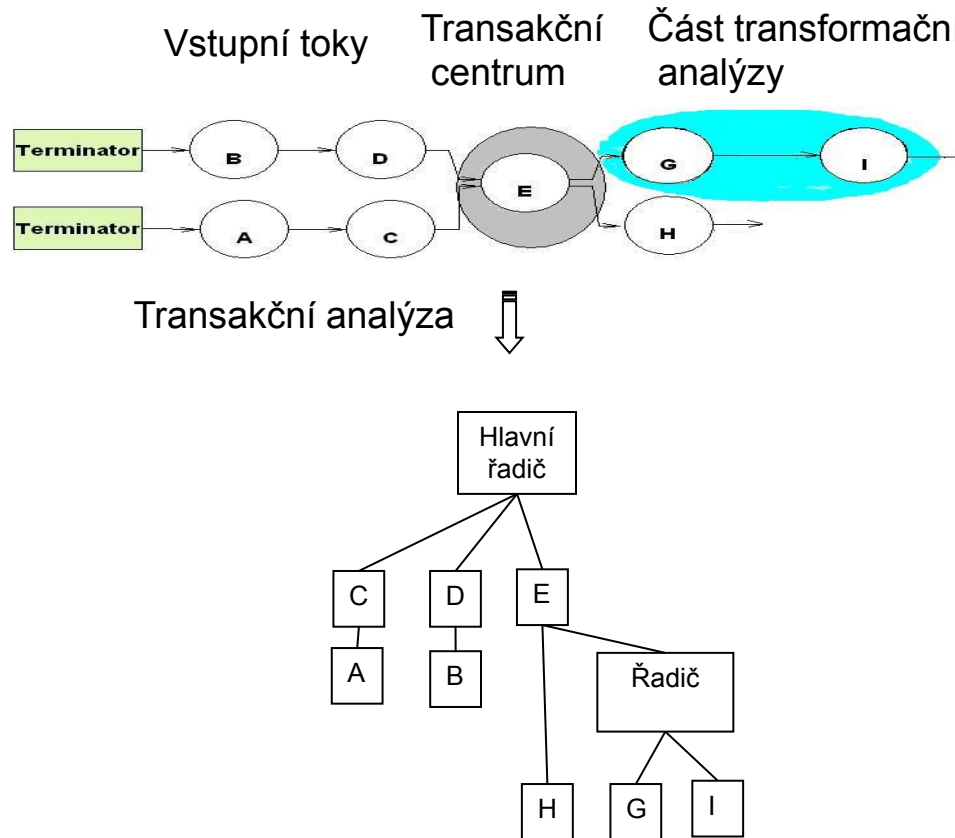 Vstupní toky
Transakční
centrum
Část transformační
analýzy
Terminator
B
D
E
G
I
Terminator
A
C
H
Transakční analýza
Hlavní
řadič
C
D
E
A
B
Řadič
H
G
I